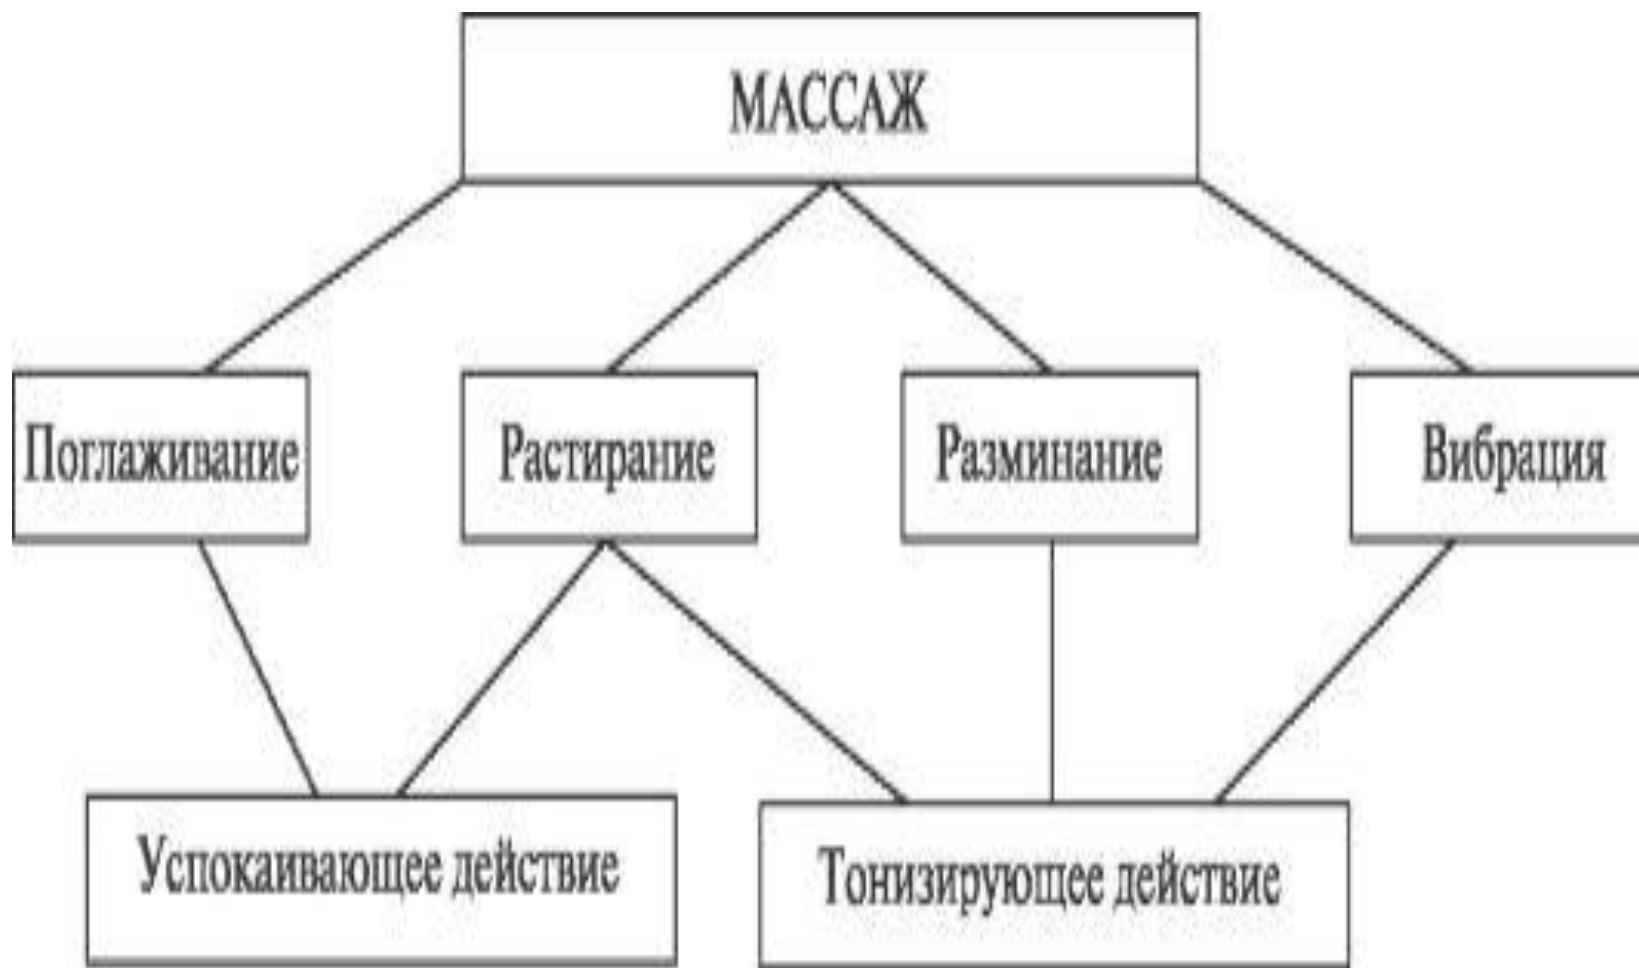 МАССАЖ
Поглаживание
Растирание
Разминание
Вибрация
Успокаивающее действие
Тонизирующее действие